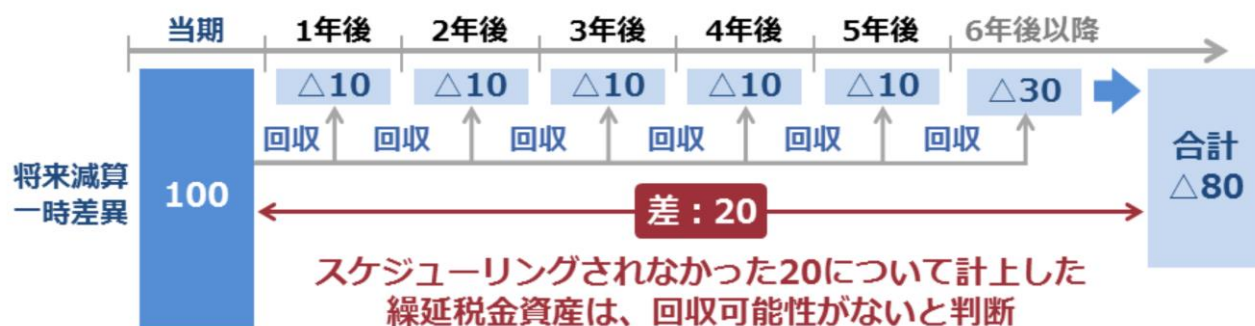 当期 1年後 2年後 3年後 4年後 5年後 6年後以降
△10 △10 △10 △10 △10 △30
回収 回収 回収 回収 回収 回収
将来減算
一時差異
100
合計
△80
差：20
スケジューリングされなかった20について計上した
繰延税金資産は、回収可能性がないと判断